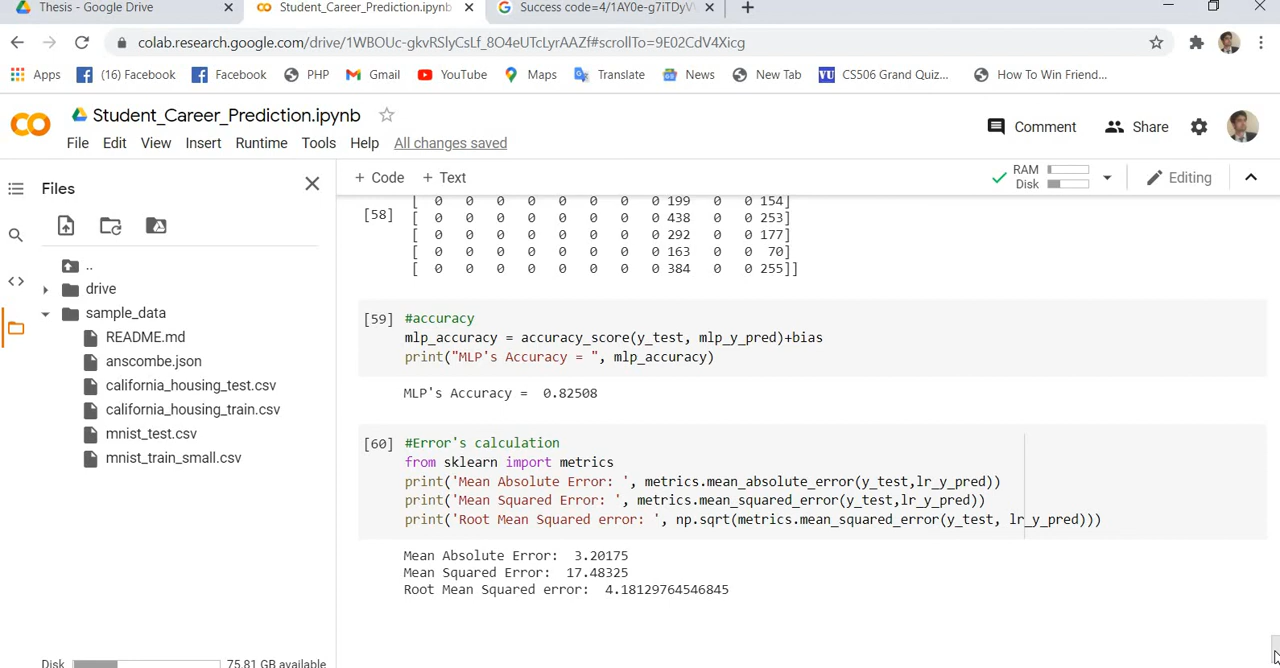 Thesis - Google Drive
Student_Career_Prediction.ipynb
Success code=4/1AY0e-g7iTDyV
colab.research.google.com/drive/1WBOUc-gkvRSlyCsLf_8O4eUTcLyrAAZf#scrollTo=9E02CdV4Xicg
Apps (16) Facebook Facebook PHP Gmail YouTube Maps Translate News New Tab VU CS506 Grand Quiz... How To Win Friend...
Student_Career_Prediction.ipynb
Comment Share
File Edit View Insert Runtime Tools Help All changes saved
Files
+ Code + Text
RAM
Disk
Editing
..
drive
sample_data
README.md
anscombe.json
california_housing_test.csv
california_housing_train.csv
mnist_test.csv
mnist_train_small.csv
Disk 75.81 GB available
[ 0 0 0 0 0 0 0 0 199 0 0 154]
[58]
[ 0 0 0 0 0 0 0 0 438 0 0 253]
[ 0 0 0 0 0 0 0 0 292 0 0 177]
[ 0 0 0 0 0 0 0 0 163 0 0 70]
[ 0 0 0 0 0 0 0 0 384 0 0 255]]
[59] #accuracy
mlp_accuracy = accuracy_score(y_test, mlp_y_pred)+bias
print("MLP's Accuracy = ", mlp_accuracy)
MLP's Accuracy =  0.82508
[60] #Error's calculation
from sklearn import metrics
print('Mean Absolute Error: ', metrics.mean_absolute_error(y_test,lr_y_pred))
print('Mean Squared Error: ', metrics.mean_squared_error(y_test,lr_y_pred))
print('Root Mean Squared error: ', np.sqrt(metrics.mean_squared_error(y_test, lr_y_pred)))
Mean Absolute Error:  3.20175
Mean Squared Error:  17.48325
Root Mean Squared error:  4.18129764546845